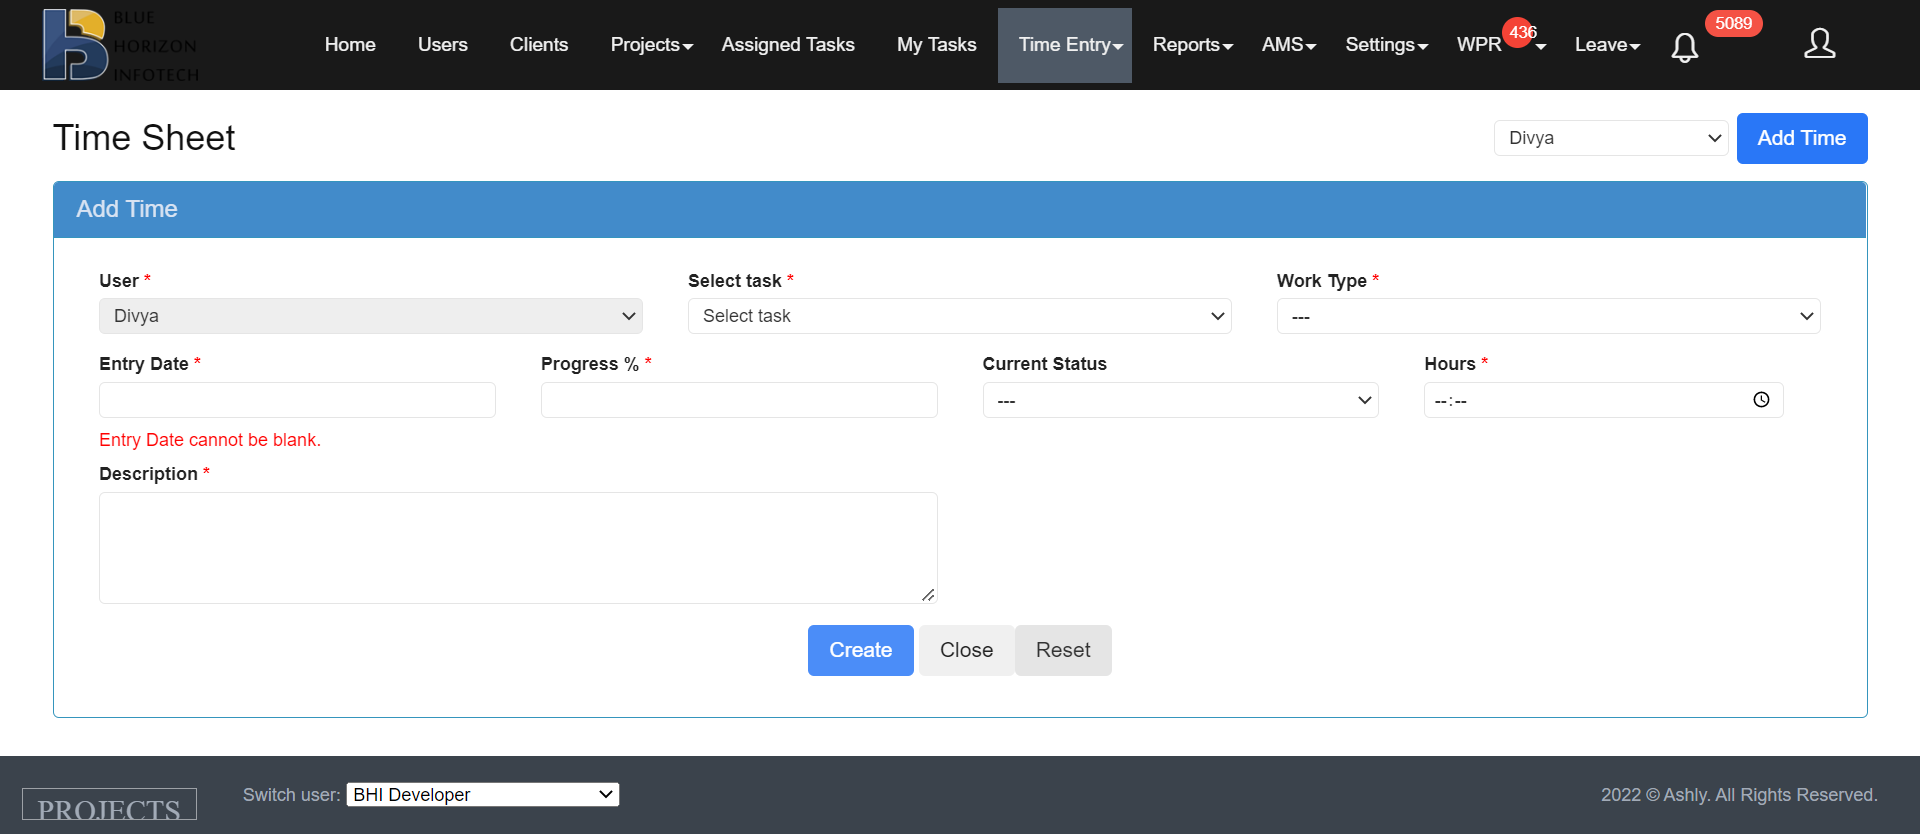 BLUE
HORIZON
INFOTECH
Home Users Clients Projects Assigned Tasks My Tasks Time Entry Reports AMS Settings WPR 436 Leave 5089
Time Sheet
Divya Add Time
Add Time
User * Select task * Work Type *
Divya Select task ---
Entry Date * Progress % * Current Status Hours *
--- --:--
Entry Date cannot be blank.
Description *
Create Close Reset
PROJECTS Switch user: BHI Developer 2022 © Ashly. All Rights Reserved.